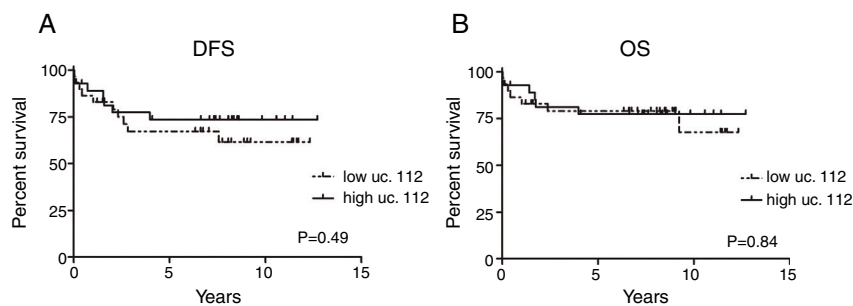 A
DFS
Percent survival
100
75
50
25
0
0
5
10
15
Years
low uc. 112
high uc. 112
P=0.49
B
OS
Percent survival
100
75
50
25
0
0
5
10
15
Years
low uc. 112
high uc. 112
P=0.84